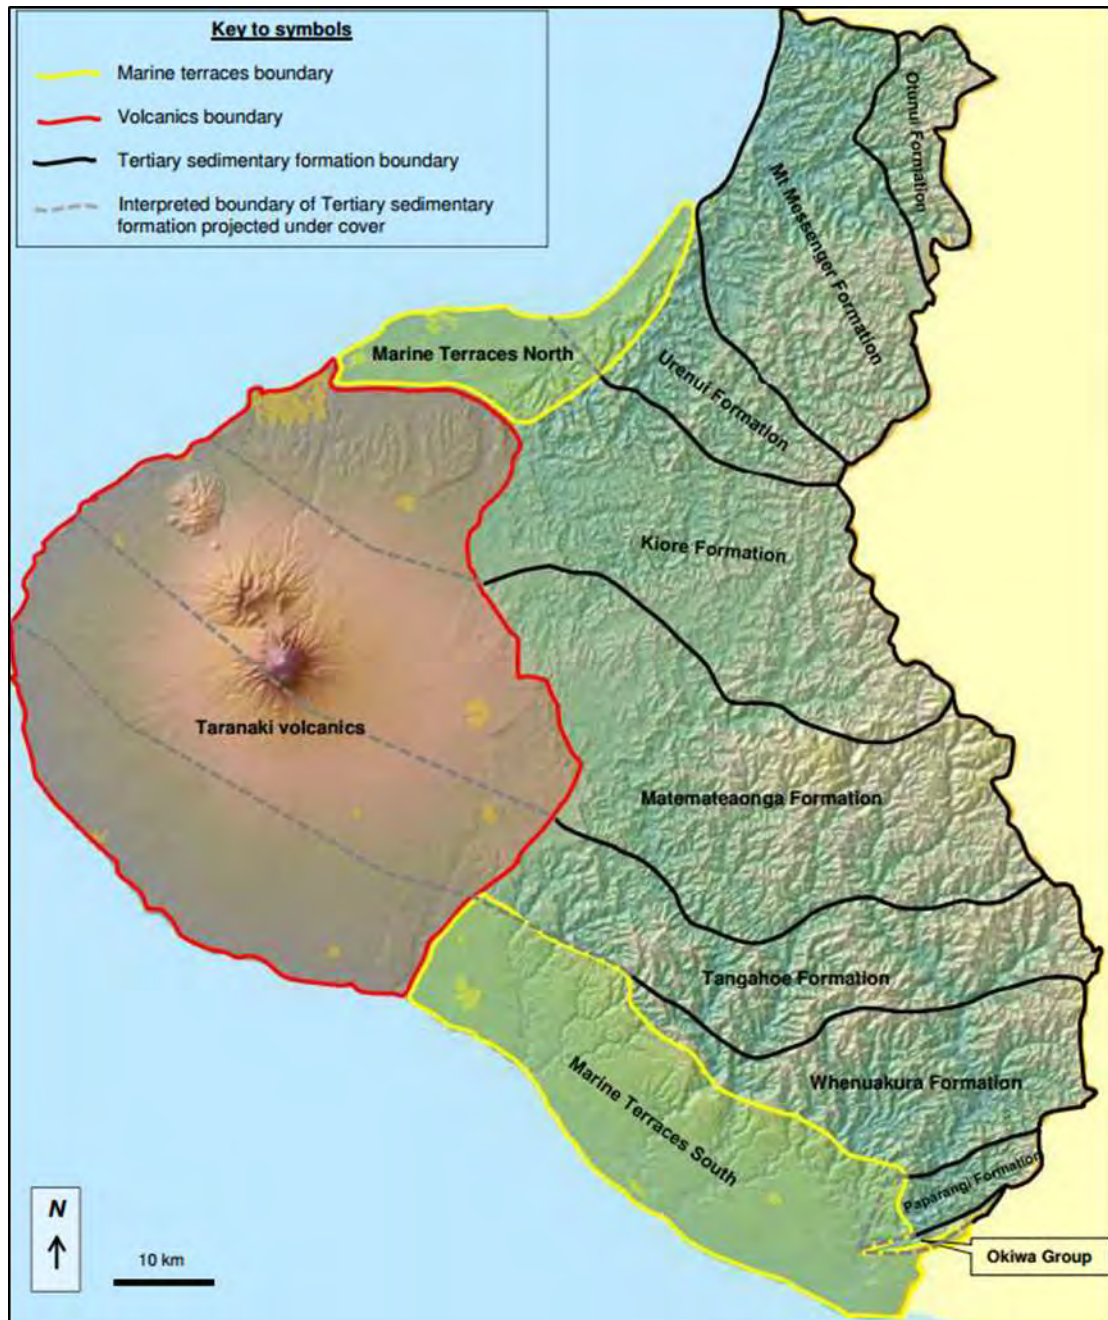 Key to symbols
Marine terraces boundary
Volcanics boundary
Tertiary sedimentary formation boundary
Interpreted boundary of Tertiary sedimentary
formation projected under cover
Otunui Formation
Mt Messenger Formation
Marine Terraces North
Urenui Formation
Kiore Formation
Taranaki volcanics
Matemateaonga Formation
Tangahoe Formation
Whenuakura Formation
Marine Terraces South
Paparangi Formation
Okiwa Group
N
10 km